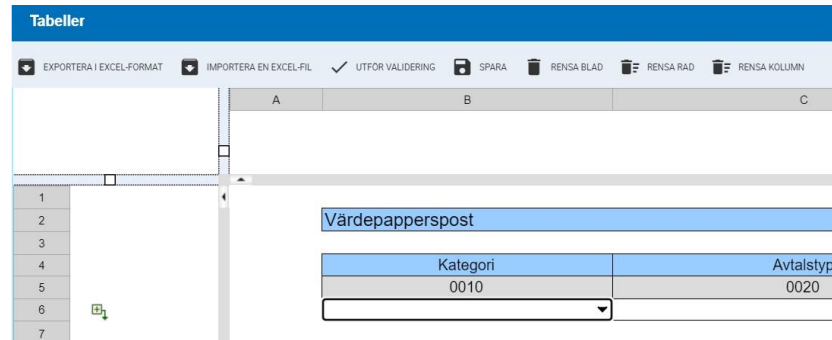 Tabeller
EXPORTERA I EXCEL-FORMAT IMPORTERA EN EXCEL-FIL UTFÖR VALIDERING SPARA RENSA BLAD RENSA RAD RENSA KOLUMN
A B C
1
2 Värdepapperspost
3
4 Kategori Avtalstyp
5 0010 0020
6
7